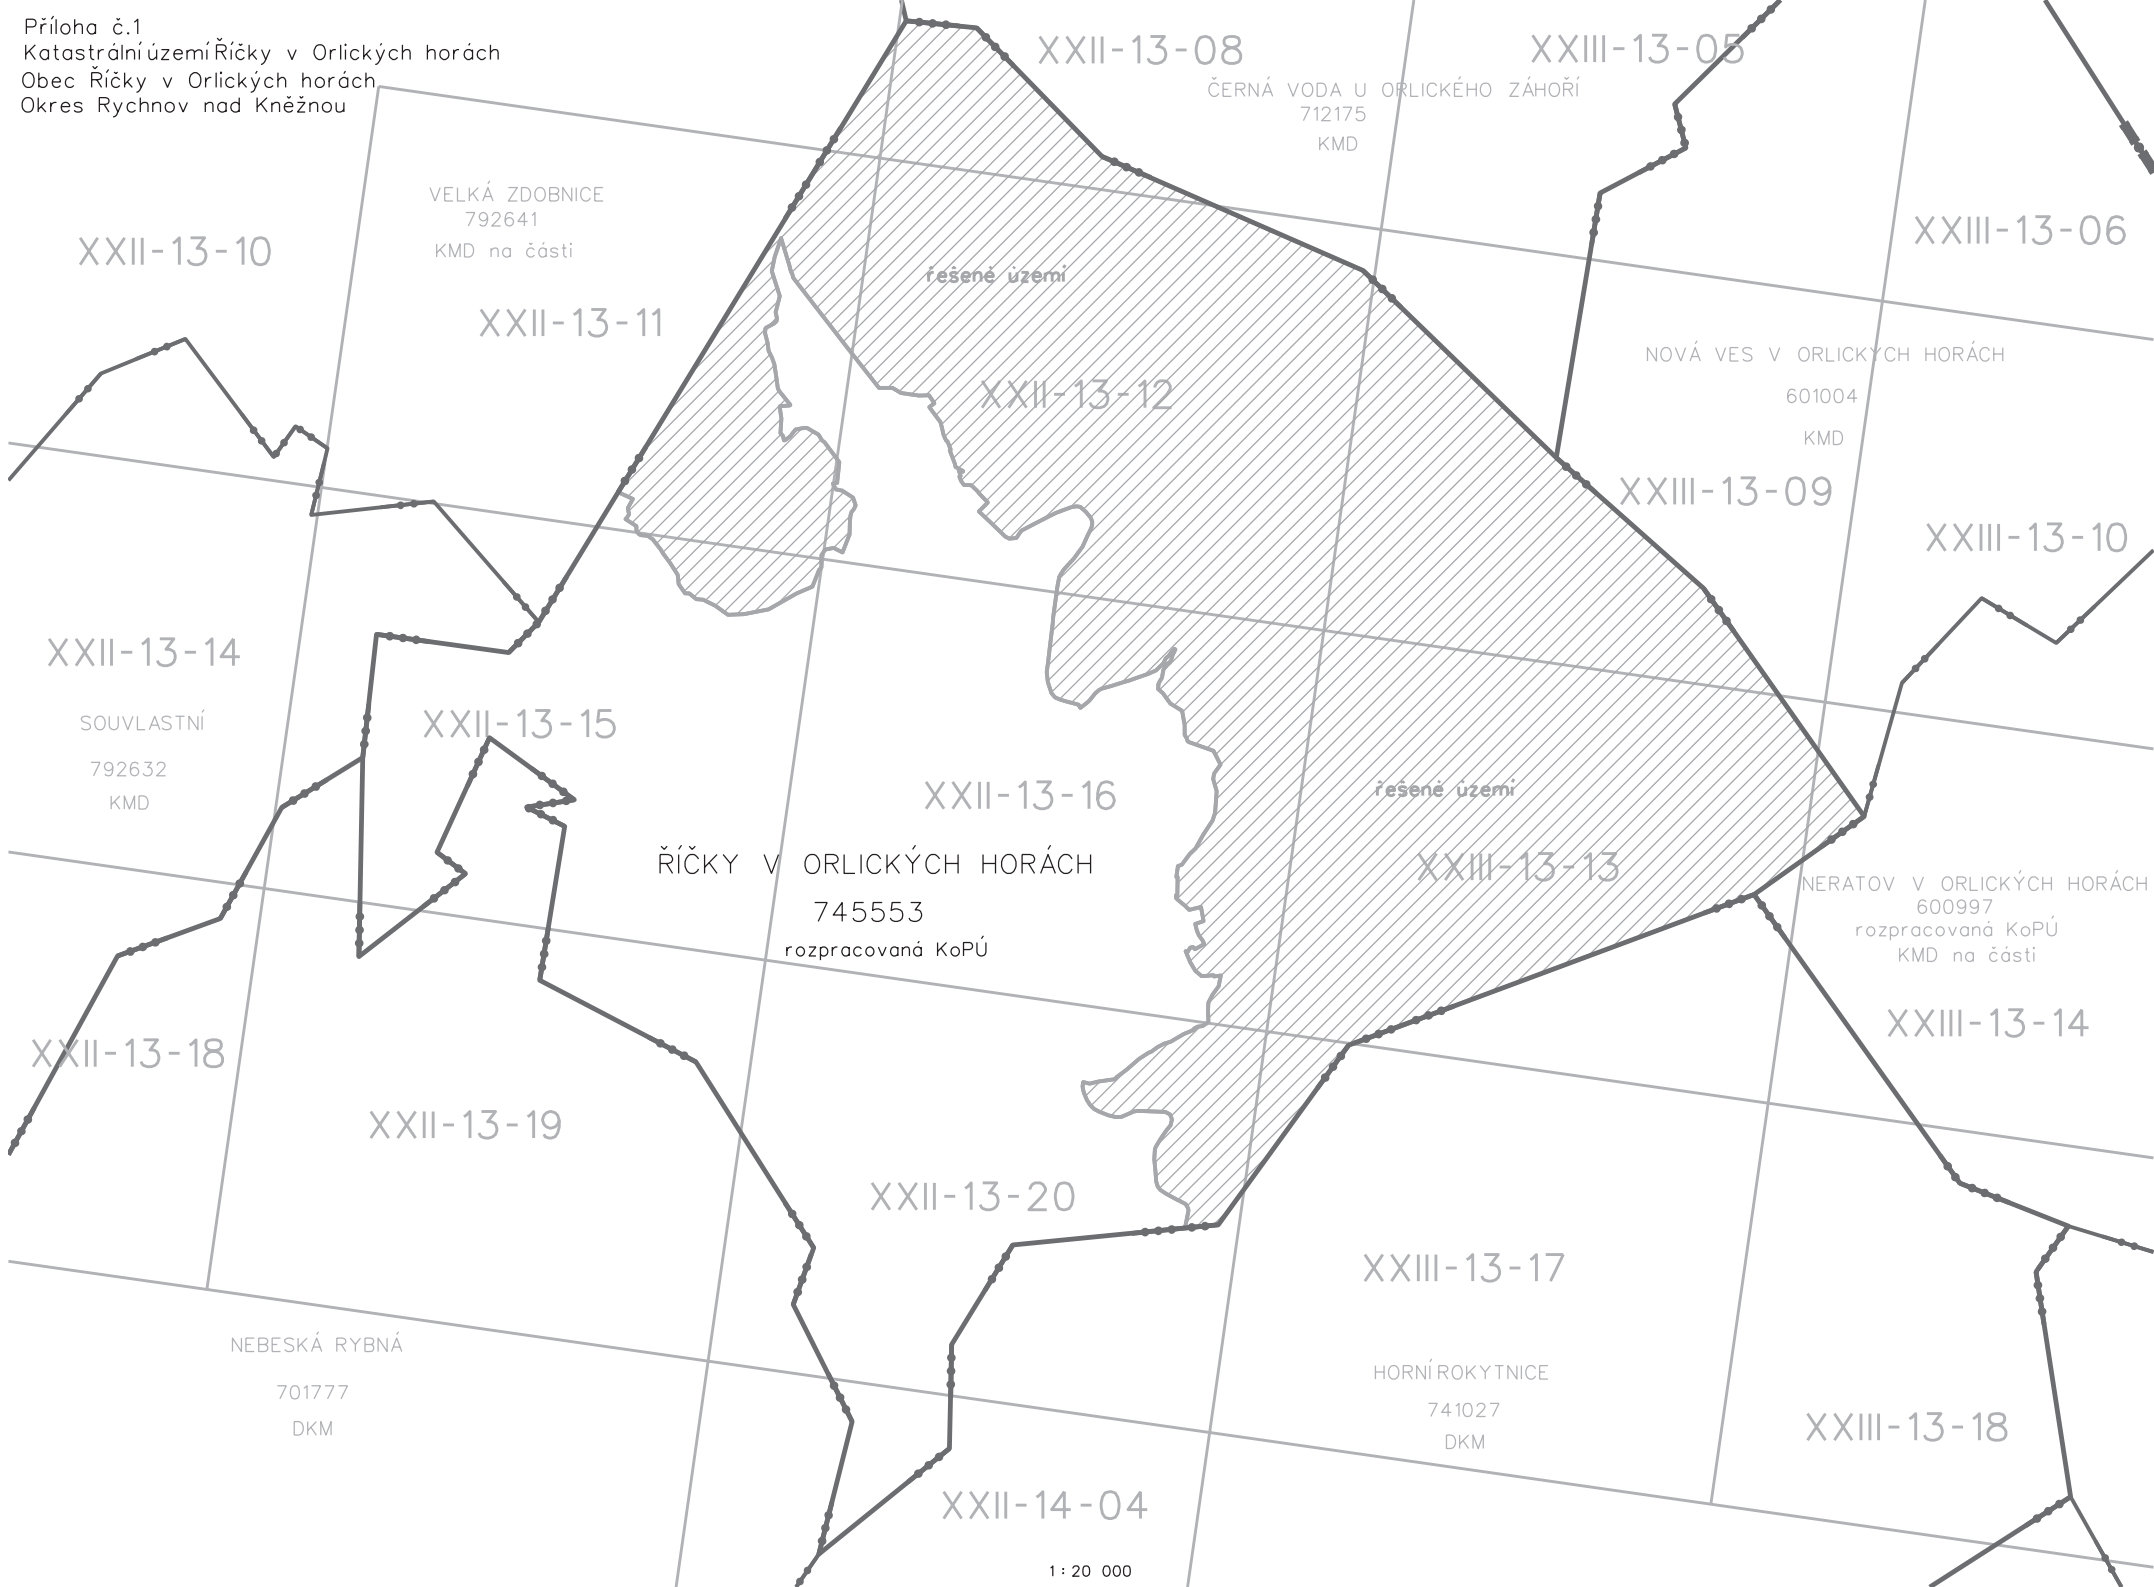 Příloha č.1
Katastrální území Říčky v Orlických horách
Obec Říčky v Orlických horách
Okres Rychnov nad Kněžnou
XXII-13-08
XXIII-13-05
ČERNÁ VODA U ORLICKÉHO ZÁHOŘÍ
712175
KMD
VELKÁ ZDOBNICE
792641
KMD na části
XXII-13-10
XXIII-13-06
řešené území
XXII-13-11
NOVÁ VES V ORLICKÝCH HORÁCH
601004
KMD
XXII-13-12
XXIII-13-09
XXIII-13-10
XXII-13-14
SOUVLASTNÍ
792632
KMD
XXII-13-15
XXII-13-16
řešené území
ŘÍČKY V ORLICKÝCH HORÁCH
745553
rozpracovaná KoPÚ
XXIII-13-13
NERATOV V ORLICKÝCH HORÁCH
600997
rozpracovaná KoPÚ
KMD na části
XXIII-13-14
XXII-13-18
XXII-13-19
XXII-13-20
XXIII-13-17
NEBESKÁ RYBNÁ
701777
DKM
HORNÍ ROKYTNICE
741027
DKM
XXIII-13-18
XXII-14-04
1:20 000